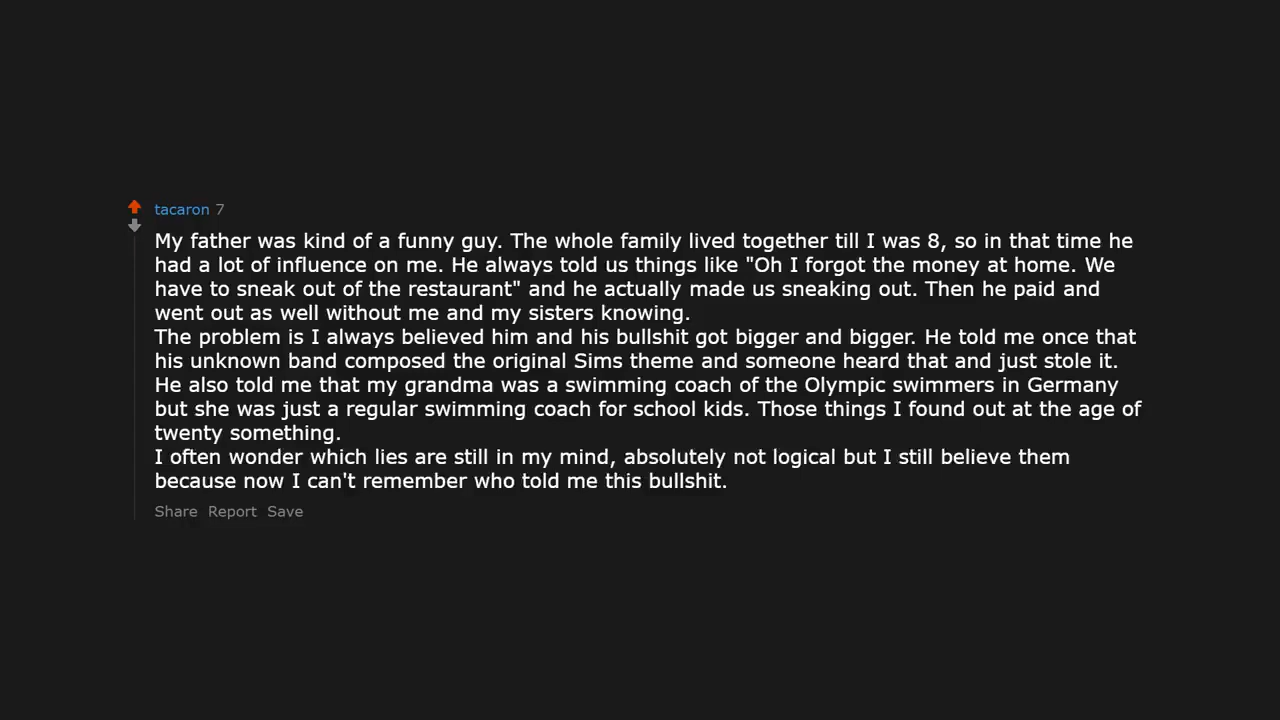 tacaron 7
My father was kind of a funny guy. The whole family lived together till I was 8, so in that time he
had a lot of influence on me. He always told us things like "Oh I forgot the money at home. We
have to sneak out of the restaurant" and he actually made us sneaking out. Then he paid and
went out as well without me and my sisters knowing.
The problem is I always believed him and his bullshit got bigger and bigger. He told me once that
his unknown band composed the original Sims theme and someone heard that and just stole it.
He also told me that my grandma was a swimming coach of the Olympic swimmers in Germany
but she was just a regular swimming coach for school kids. Those things I found out at the age of
twenty something.
I often wonder which lies are still in my mind, absolutely not logical but I still believe them
because now I can't remember who told me this bullshit.
Share Report Save